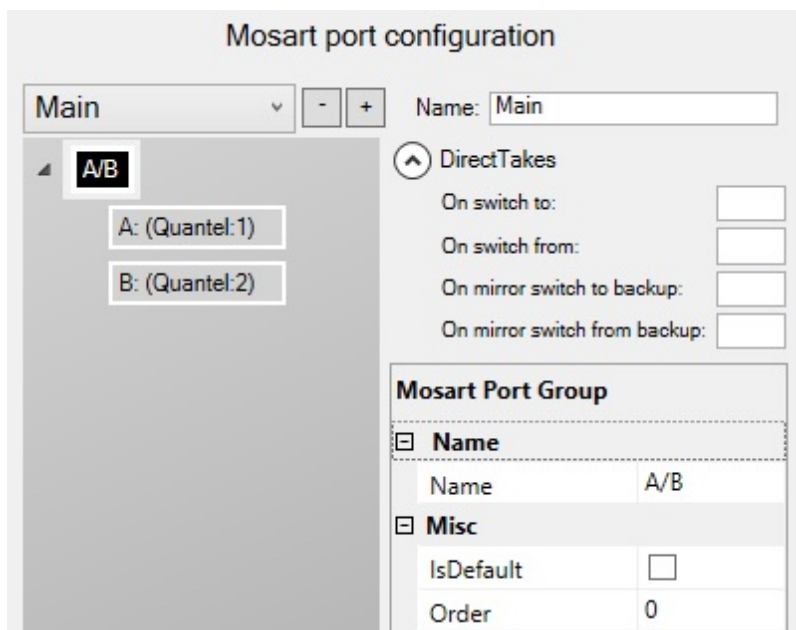 Mosart port configuration
Main
- +
Name: Main
A/B
A: (Quantel:1)
B: (Quantel:2)
DirectTakes
On switch to:
On switch from:
On mirror switch to backup:
On mirror switch from backup:
Mosart Port Group
Name
Name A/B
Misc
IsDefault
Order 0